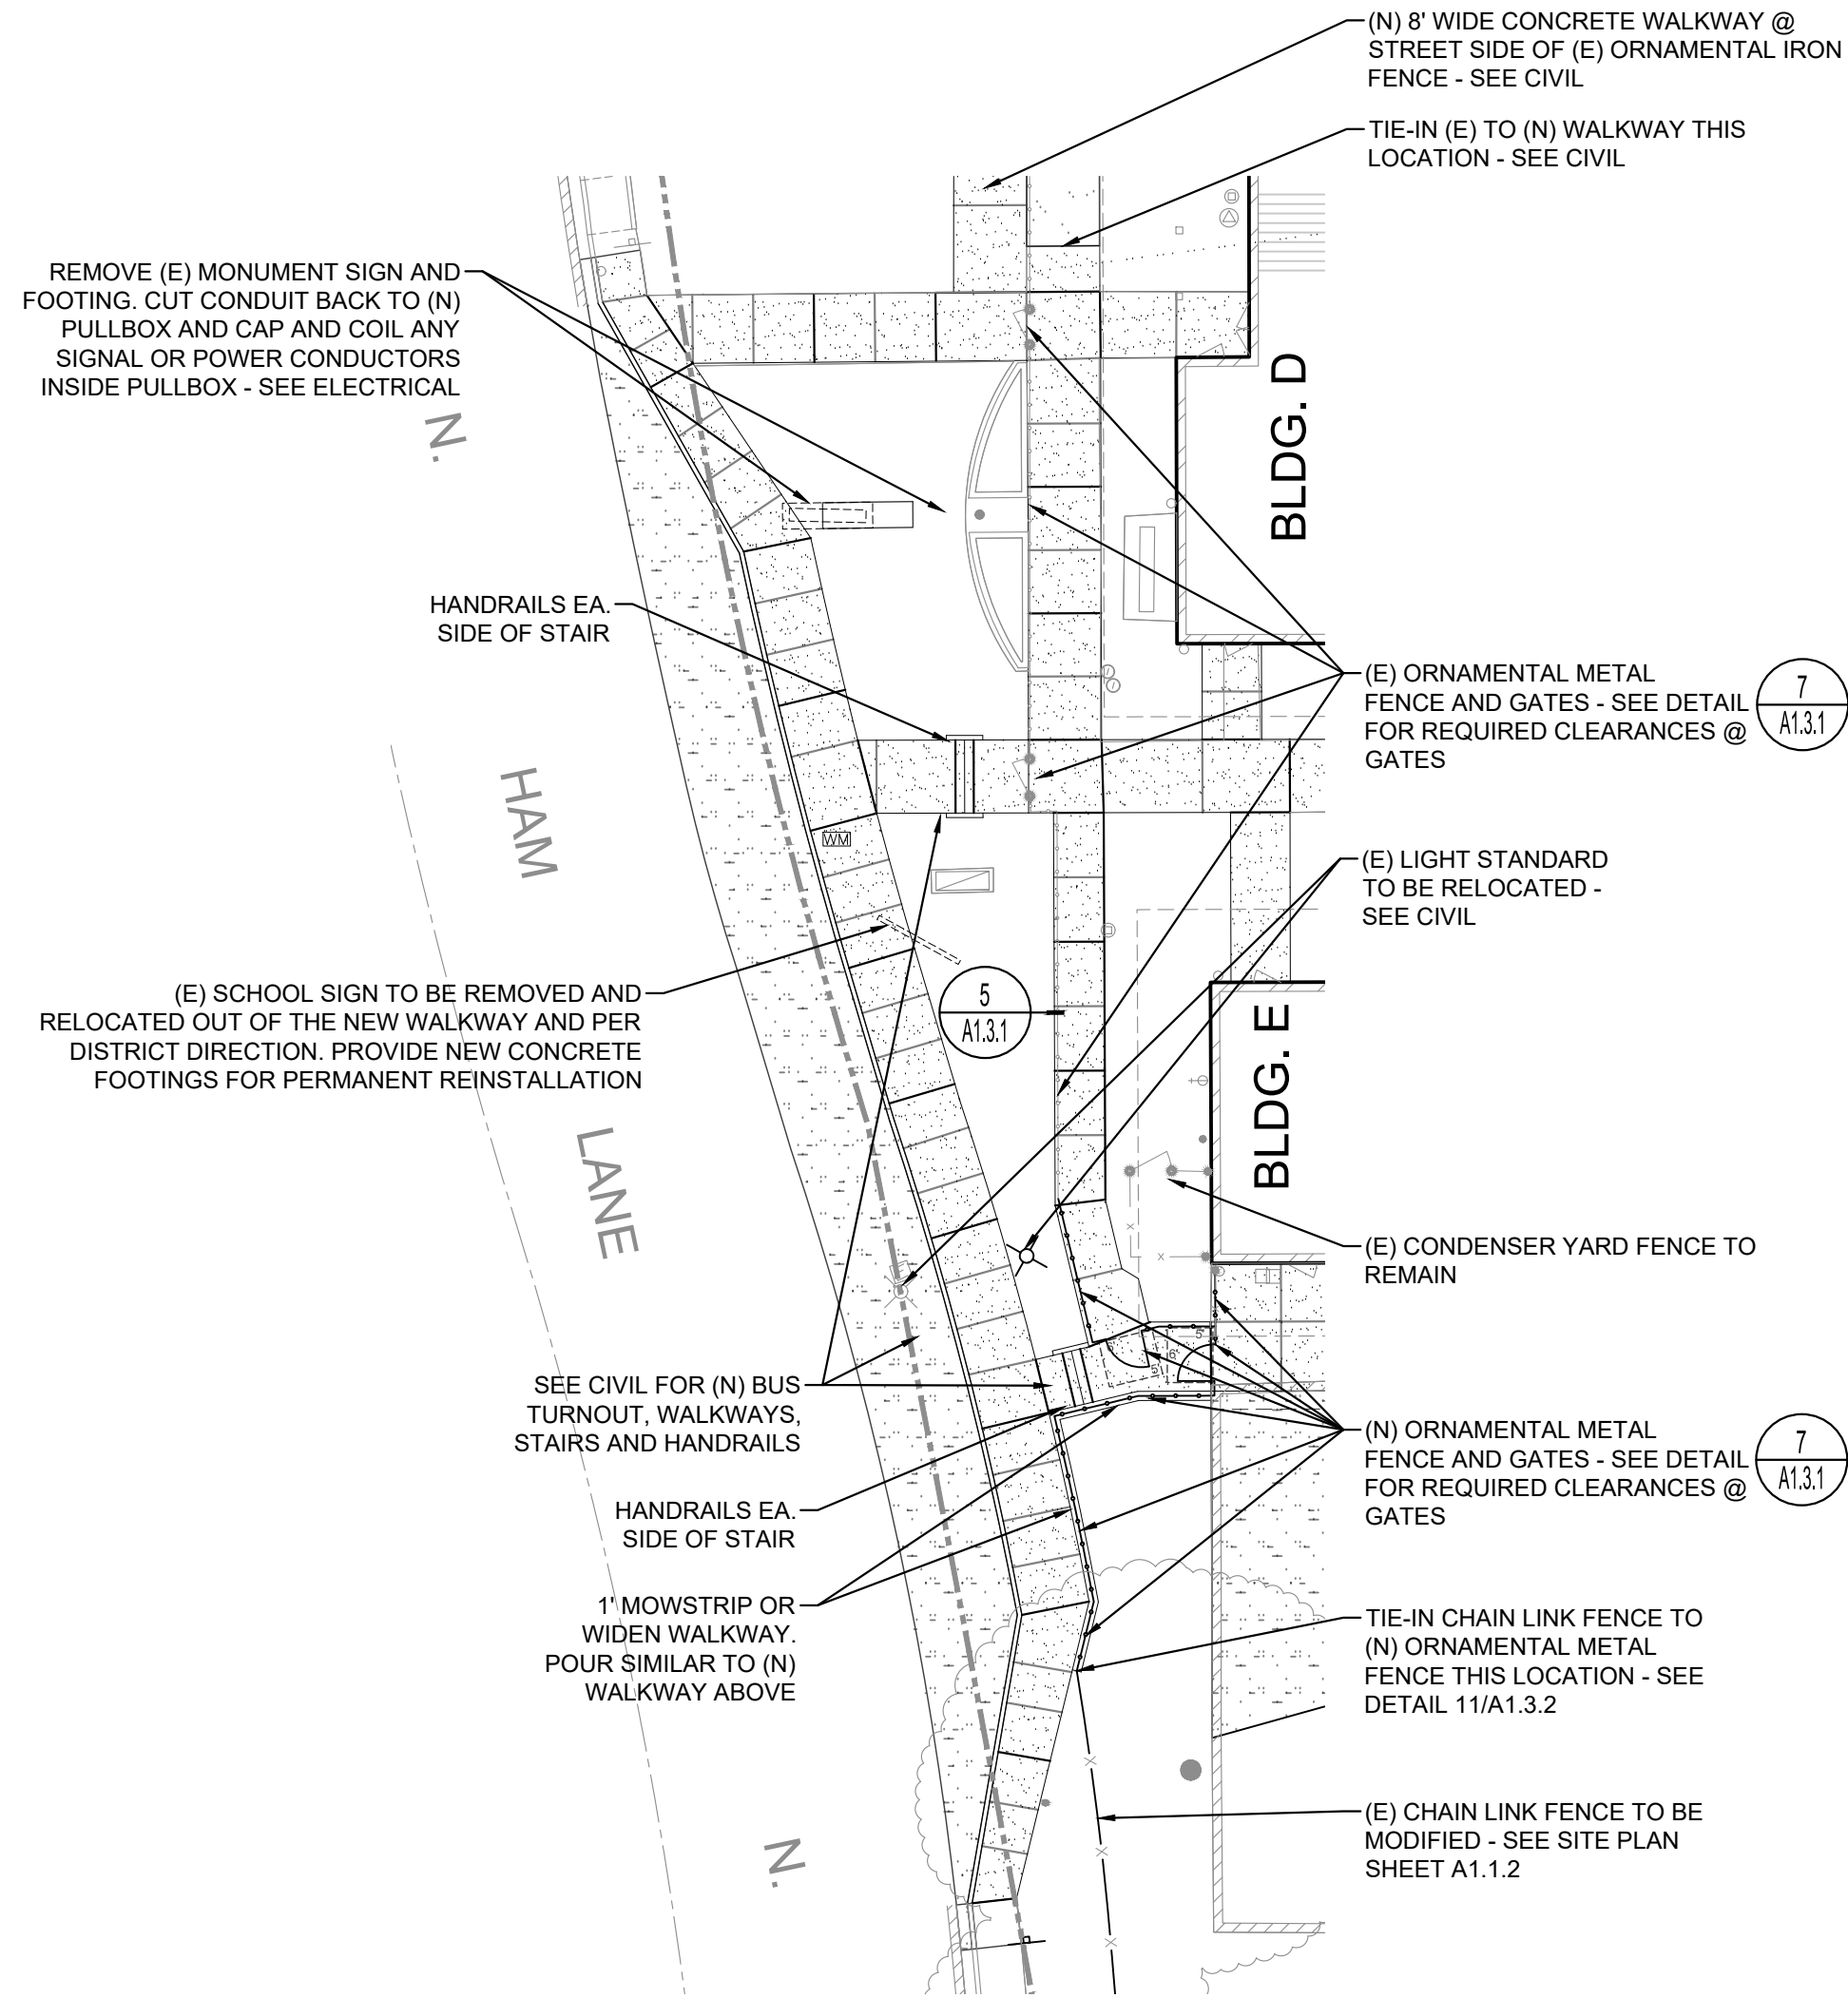 (N) 8' WIDE CONCRETE WALKWAY @
STREET SIDE OF (E) ORNAMENTAL IRON
FENCE - SEE CIVIL
TIE-IN (E) TO (N) WALKWAY THIS
LOCATION - SEE CIVIL
REMOVE (E) MONUMENT SIGN AND
FOOTING. CUT CONDUIT BACK TO (N)
PULLBOX AND CAP AND COIL ANY
SIGNAL OR POWER CONDUCTORS
INSIDE PULLBOX - SEE ELECTRICAL
N.
HAM
LANE
N.
BLDG. D
HANDRAILS EA.
SIDE OF STAIR
(E) ORNAMENTAL METAL
FENCE AND GATES - SEE DETAIL
FOR REQUIRED CLEARANCES @
GATES
7
A1.3.1
WM
(E) LIGHT STANDARD
TO BE RELOCATED -
SEE CIVIL
(E) SCHOOL SIGN TO BE REMOVED AND
RELOCATED OUT OF THE NEW WALKWAY AND PER
DISTRICT DIRECTION. PROVIDE NEW CONCRETE
FOOTINGS FOR PERMANENT REINSTALLATION
5
A1.3.1
BLDG. E
(E) CONDENSER YARD FENCE TO
REMAIN
5'
6'
5'
SEE CIVIL FOR (N) BUS
TURNOUT, WALKWAYS,
STAIRS AND HANDRAILS
(N) ORNAMENTAL METAL
FENCE AND GATES - SEE DETAIL
FOR REQUIRED CLEARANCES @
GATES
7
A1.3.1
HANDRAILS EA.
SIDE OF STAIR
1' MOWSTRIP OR
WIDEN WALKWAY.
POUR SIMILAR TO (N)
WALKWAY ABOVE
TIE-IN CHAIN LINK FENCE TO
(N) ORNAMENTAL METAL
FENCE THIS LOCATION - SEE
DETAIL 11/A1.3.2
(E) CHAIN LINK FENCE TO BE
MODIFIED - SEE SITE PLAN
SHEET A1.1.2